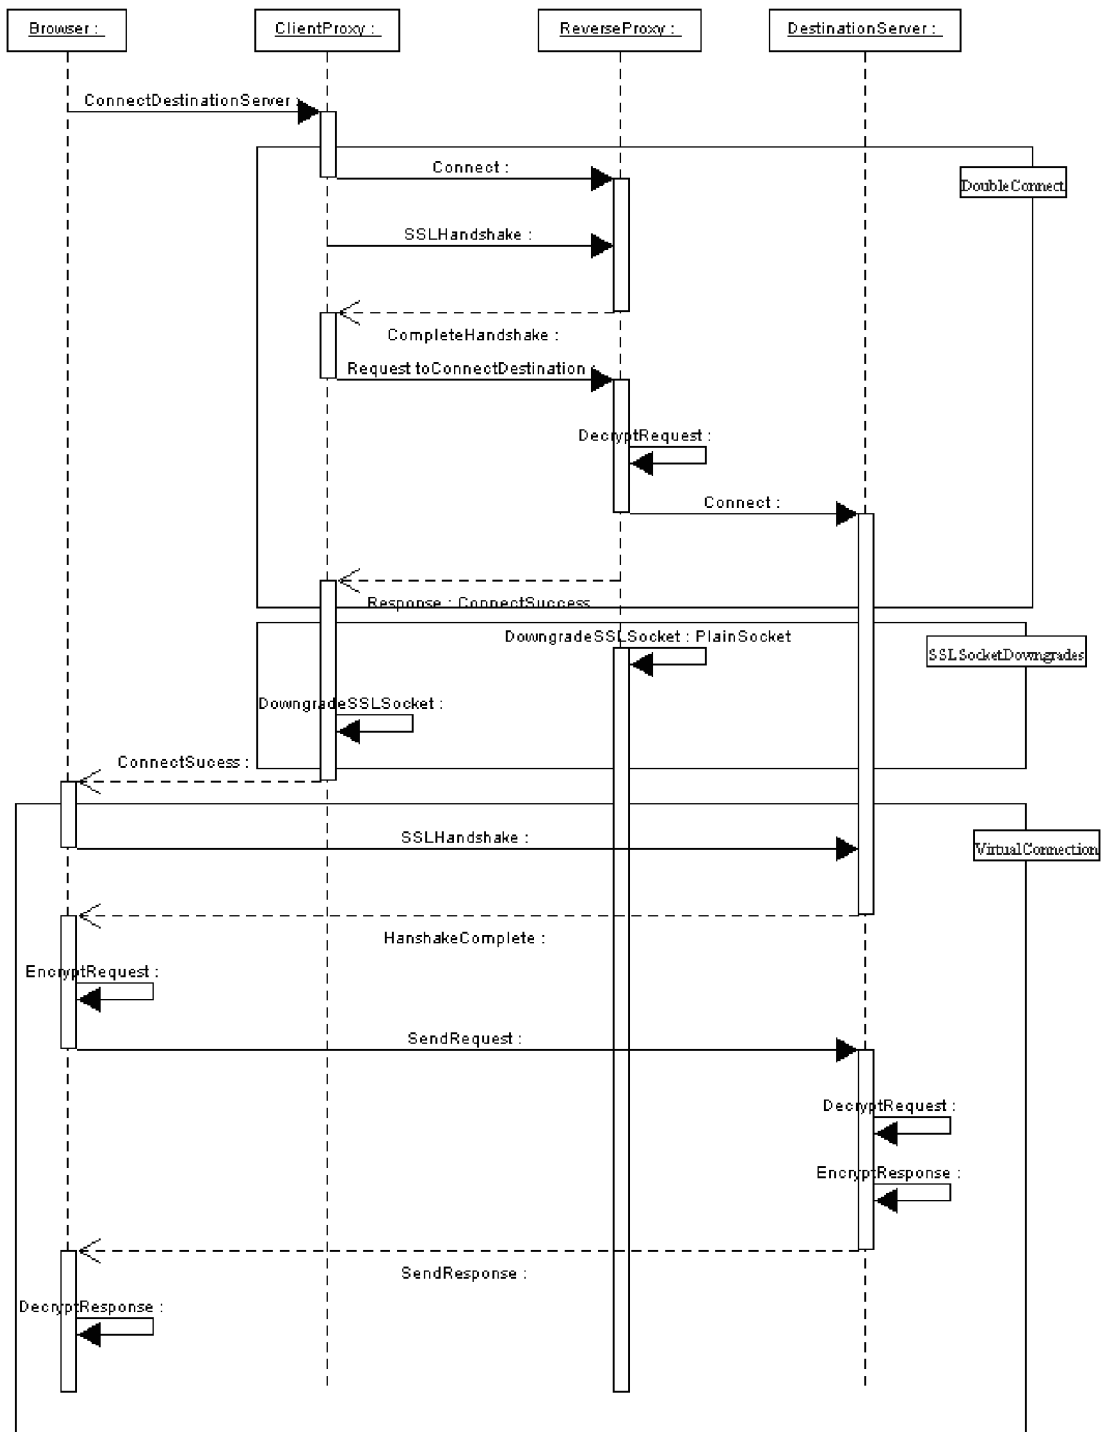 Browser :
ClientProxy :
ReverseProxy :
DestinationServer :
ConnectDestinationServer :
Connect :
DoubleConnect
SSLHandshake :
CompleteHandshake :
Request toConnectDestination :
DecryptRequest :
Connect :
Response : ConnectSuccess
DowngradeSSLSocket : PlainSocket
SSLSocketDowngrades
DowngradeSSLSocket :
ConnectSucess :
SSLHandshake :
VirtualConnection
HanshakeComplete :
EncryptRequest :
SendRequest :
DecryptRequest :
EncryptResponse :
SendResponse :
DecryptResponse :